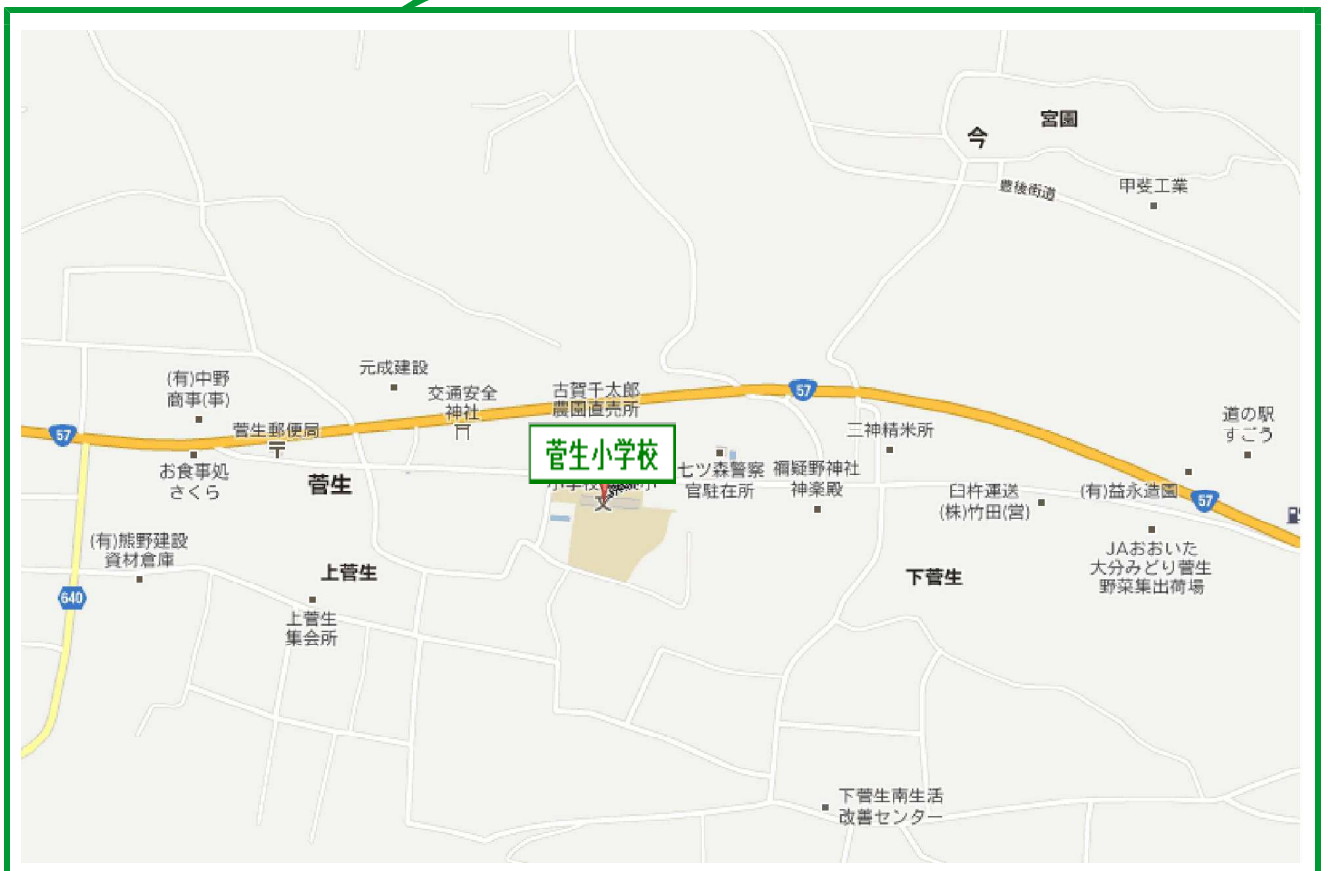 宮園
今
豊後街道
甲斐工業
元成建設
(有)中野
商事(事)
交通安全
神社
古賀千太郎
農園直売所
57
道の駅
すごう
57
菅生郵便局
三神精米所
菅生小学校
お食事処
さくら
菅生
七ツ森警察
官駐在所
禰疑野神社
神楽殿
臼杵運送
(株)竹田(営)
(有)益永造園
57
(有)熊野建設
資材倉庫
上菅生
下菅生
JAおおいた
大分みどり菅生
野菜集出荷場
640
上菅生
集会所
下菅生南生活
改善センター